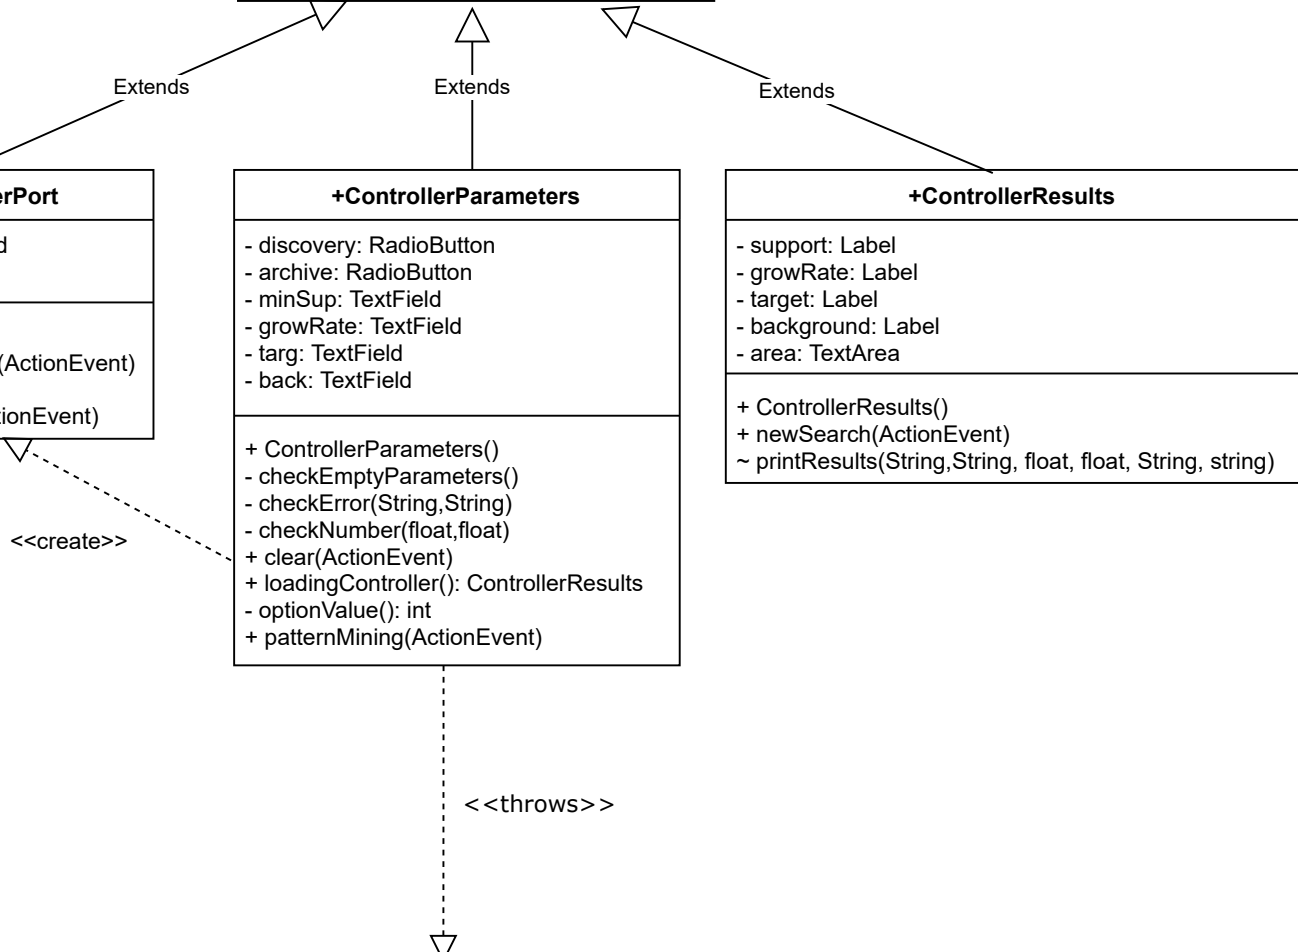 Extends
Extends
Extends
erPort
d
(ActionEvent)
tionEvent)
<<create>>
+ControllerParameters
- discovery: RadioButton
- archive: RadioButton
- minSup: TextField
- growRate: TextField
- targ: TextField
- back: TextField
+ ControllerParameters()
- checkEmptyParameters()
- checkError(String,String)
- checkNumber(float,float)
+ clear(ActionEvent)
+ loadingController(): ControllerResults
- optionValue(): int
+ patternMining(ActionEvent)
<<throws>>
+ControllerResults
- support: Label
- growRate: Label
- target: Label
- background: Label
- area: TextArea
+ ControllerResults()
+ newSearch(ActionEvent)
~ printResults(String,String, float, float, String, string)